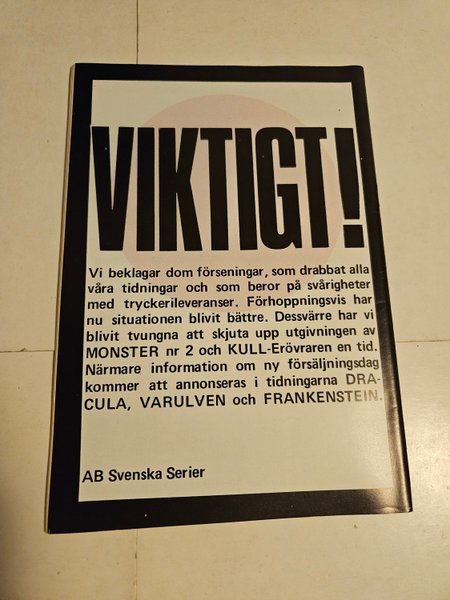 VIKTIGT!
Vi beklagar dom förseningar, som drabbat alla
våra tidningar och som beror på svårigheter
med tryckerileveranser. Förhoppningsvis har
nu situationen blivit bättre. Dessvärre har vi
blivit tvungna att skjuta upp utgivningen av
MONSTER nr 2 och KULL-Erövraren en tid.
Närmare information om ny försäljningsdag
kommer att annonseras i tidningarna DRA-
CULA, VARULVEN och FRANKENSTEIN.
AB Svenska Serier